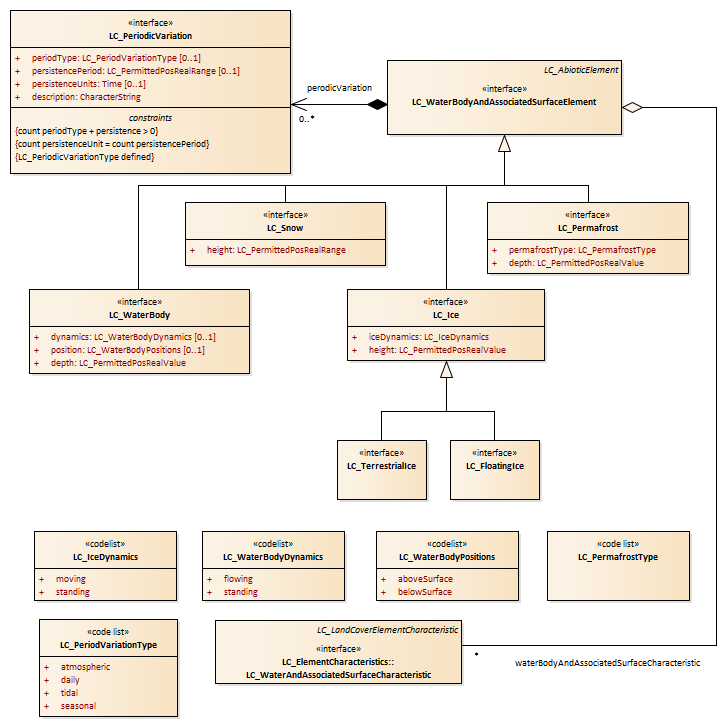 «interface»
LC_PeriodicVariation
+ periodType: LC_PeriodVariationType [0..1]
+ persistencePeriod: LC_PermittedPosRealRange [0..1]
+ persistenceUnits: Time [0..1]
+ description: CharacterString
constraints
{count periodType + persistence > 0}
{count persistenceUnit = count persistencePeriod}
{LC_PeriodicVariationType defined}
perodicVariation
0..*
LC_AbioticElement
«interface»
LC_WaterBodyAndAssociatedSurfaceElement
«interface»
LC_Snow
+ height: LC_PermittedPosRealRange
«interface»
LC_Permafrost
+ permafrostType: LC_PermafrostType
+ depth: LC_PermittedPosRealValue
«interface»
LC_WaterBody
+ dynamics: LC_WaterBodyDynamics [0..1]
+ position: LC_WaterBodyPositions [0..1]
+ depth: LC_PermittedPosRealValue
«interface»
LC_Ice
+ iceDynamics: LC_IceDynamics
+ height: LC_PermittedPosRealValue
«interface»
LC_TerrestrialIce
«interface»
LC_FloatingIce
«codelist»
LC_IceDynamics
+ moving
+ standing
«codelist»
LC_WaterBodyDynamics
+ flowing
+ standing
«codelist»
LC_WaterBodyPositions
+ aboveSurface
+ belowSurface
«code list»
LC_PermafrostType
«code list»
LC_PeriodVariationType
+ atmospheric
+ daily
+ tidal
+ seasonal
LC_LandCoverElementCharacteristic
«interface»
LC_ElementCharacteristics::
LC_WaterAndAssociatedSurfaceCharacteristic
*
waterBodyAndAssociatedSurfaceCharacteristic